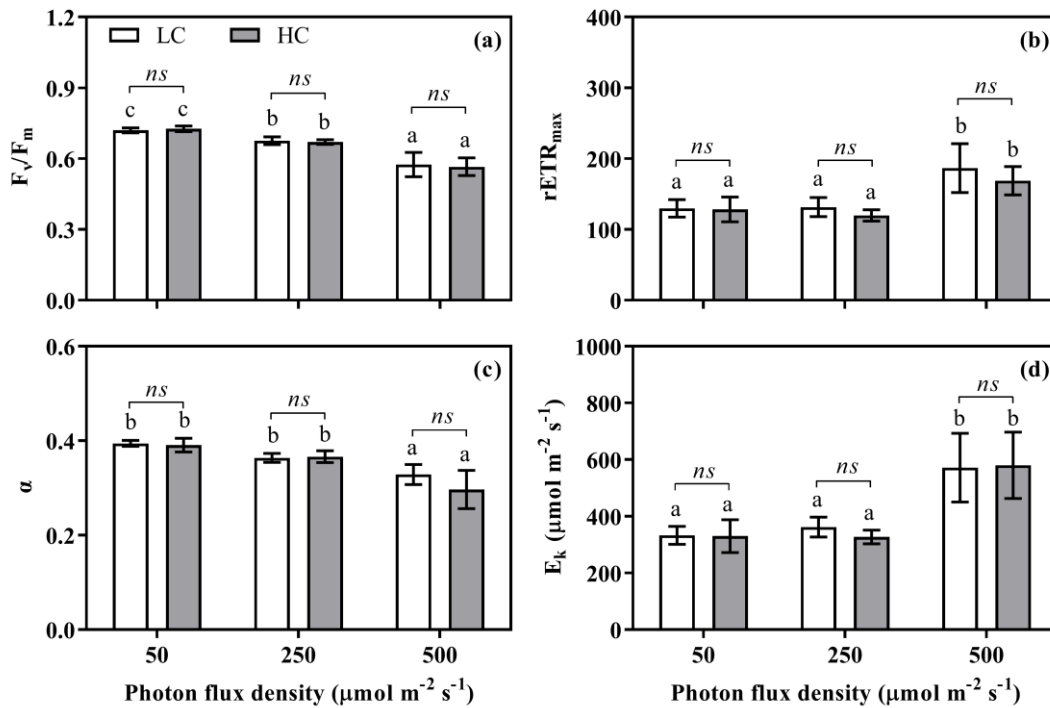 LC HC
(a)
1.2
0.9
0.6
0.3
0.0
Fᵥ/Fₘ
ns
ns
ns
c c
b b
a a
(b)
400
300
200
100
0
rETRmax
ns
ns
ns
a a
a a
b b
(c)
0.6
0.4
0.2
0.0
α
ns
ns
ns
b b
b b
a a
50 250 500
Photon flux density (μmol m⁻² s⁻¹)
(d)
1000
800
600
400
200
0
Eₖ (μmol m⁻² s⁻¹)
ns
ns
ns
a a
a a
b b
50 250 500
Photon flux density (μmol m⁻² s⁻¹)